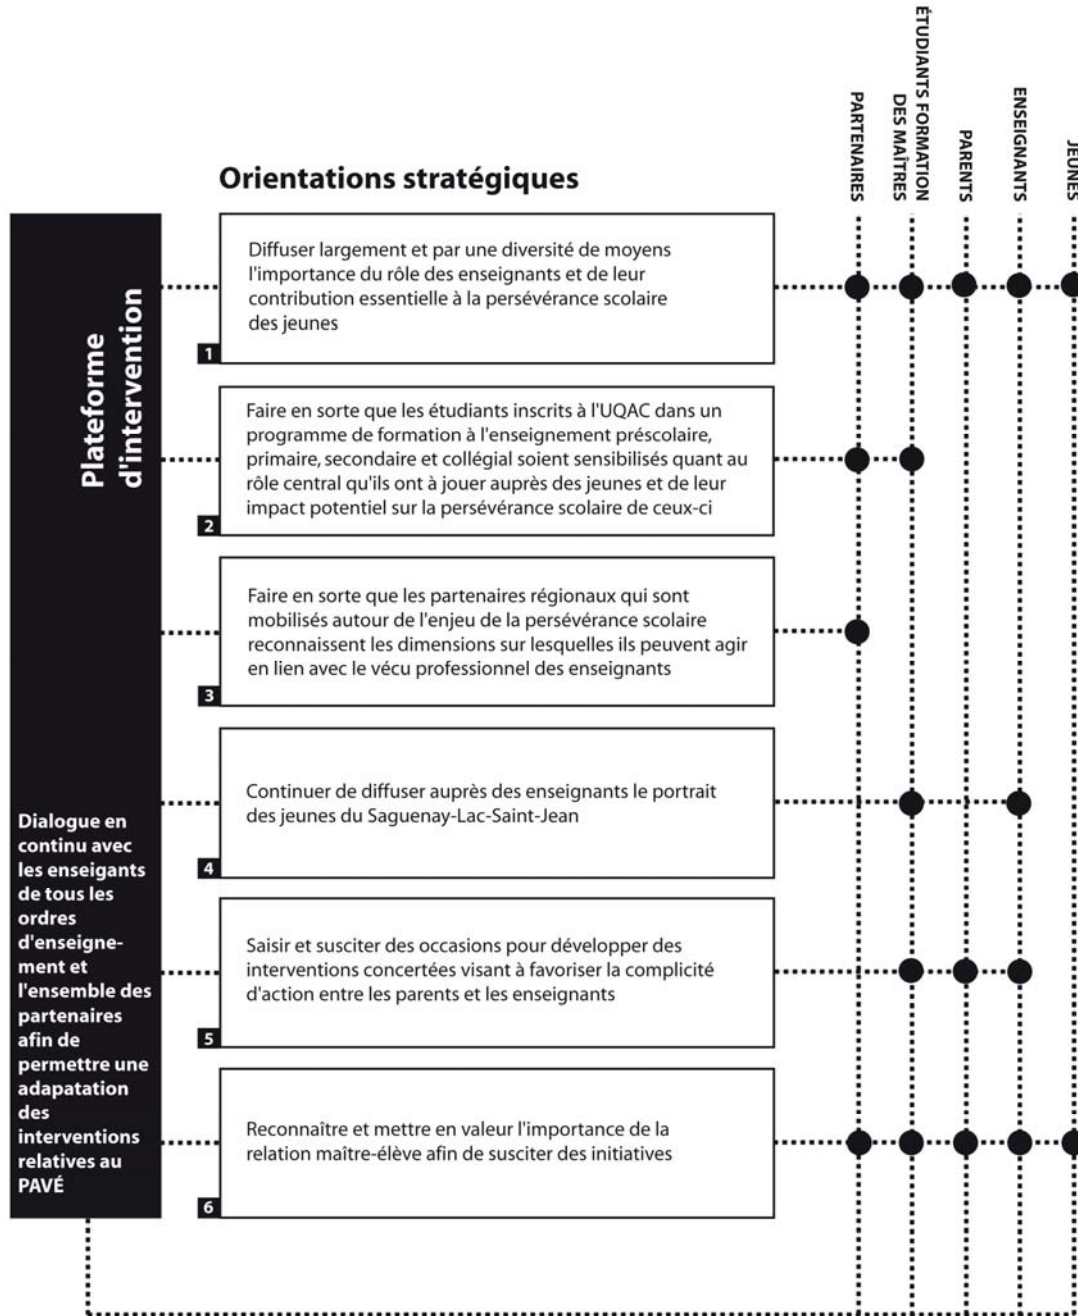 PARTENAIRES
ÉTUDIANTS FORMATION
DES MAÎTRES
PARENTS
ENSEIGNANTS
JEUNES
Orientations stratégiques
Plateforme
d'intervention
Dialogue en
continu avec
les enseigants
de tous les
ordres
d'enseigne-
ment et
l'ensemble des
partenaires
afin de
permettre une
adapatation
des
interventions
relatives au
PAVÉ
Diffuser largement et par une diversité de moyens
l'importance du rôle des enseignants et de leur
contribution essentielle à la persévérance scolaire
des jeunes
1
Faire en sorte que les étudiants inscrits à l'UQAC dans un
programme de formation à l'enseignement préscolaire,
primaire, secondaire et collégial soient sensibilisés quant au
rôle central qu'ils ont à jouer auprès des jeunes et de leur
impact potentiel sur la persévérance scolaire de ceux-ci
2
Faire en sorte que les partenaires régionaux qui sont
mobilisés autour de l'enjeu de la persévérance scolaire
reconnaissent les dimensions sur lesquelles ils peuvent agir
en lien avec le vécu professionnel des enseignants
3
Continuer de diffuser auprès des enseignants le portrait
des jeunes du Saguenay-Lac-Saint-Jean
4
Saisir et susciter des occasions pour développer des
interventions concertées visant à favoriser la complicité
d'action entre les parents et les enseignants
5
Reconnaître et mettre en valeur l'importance de la
relation maître-élève afin de susciter des initiatives
6